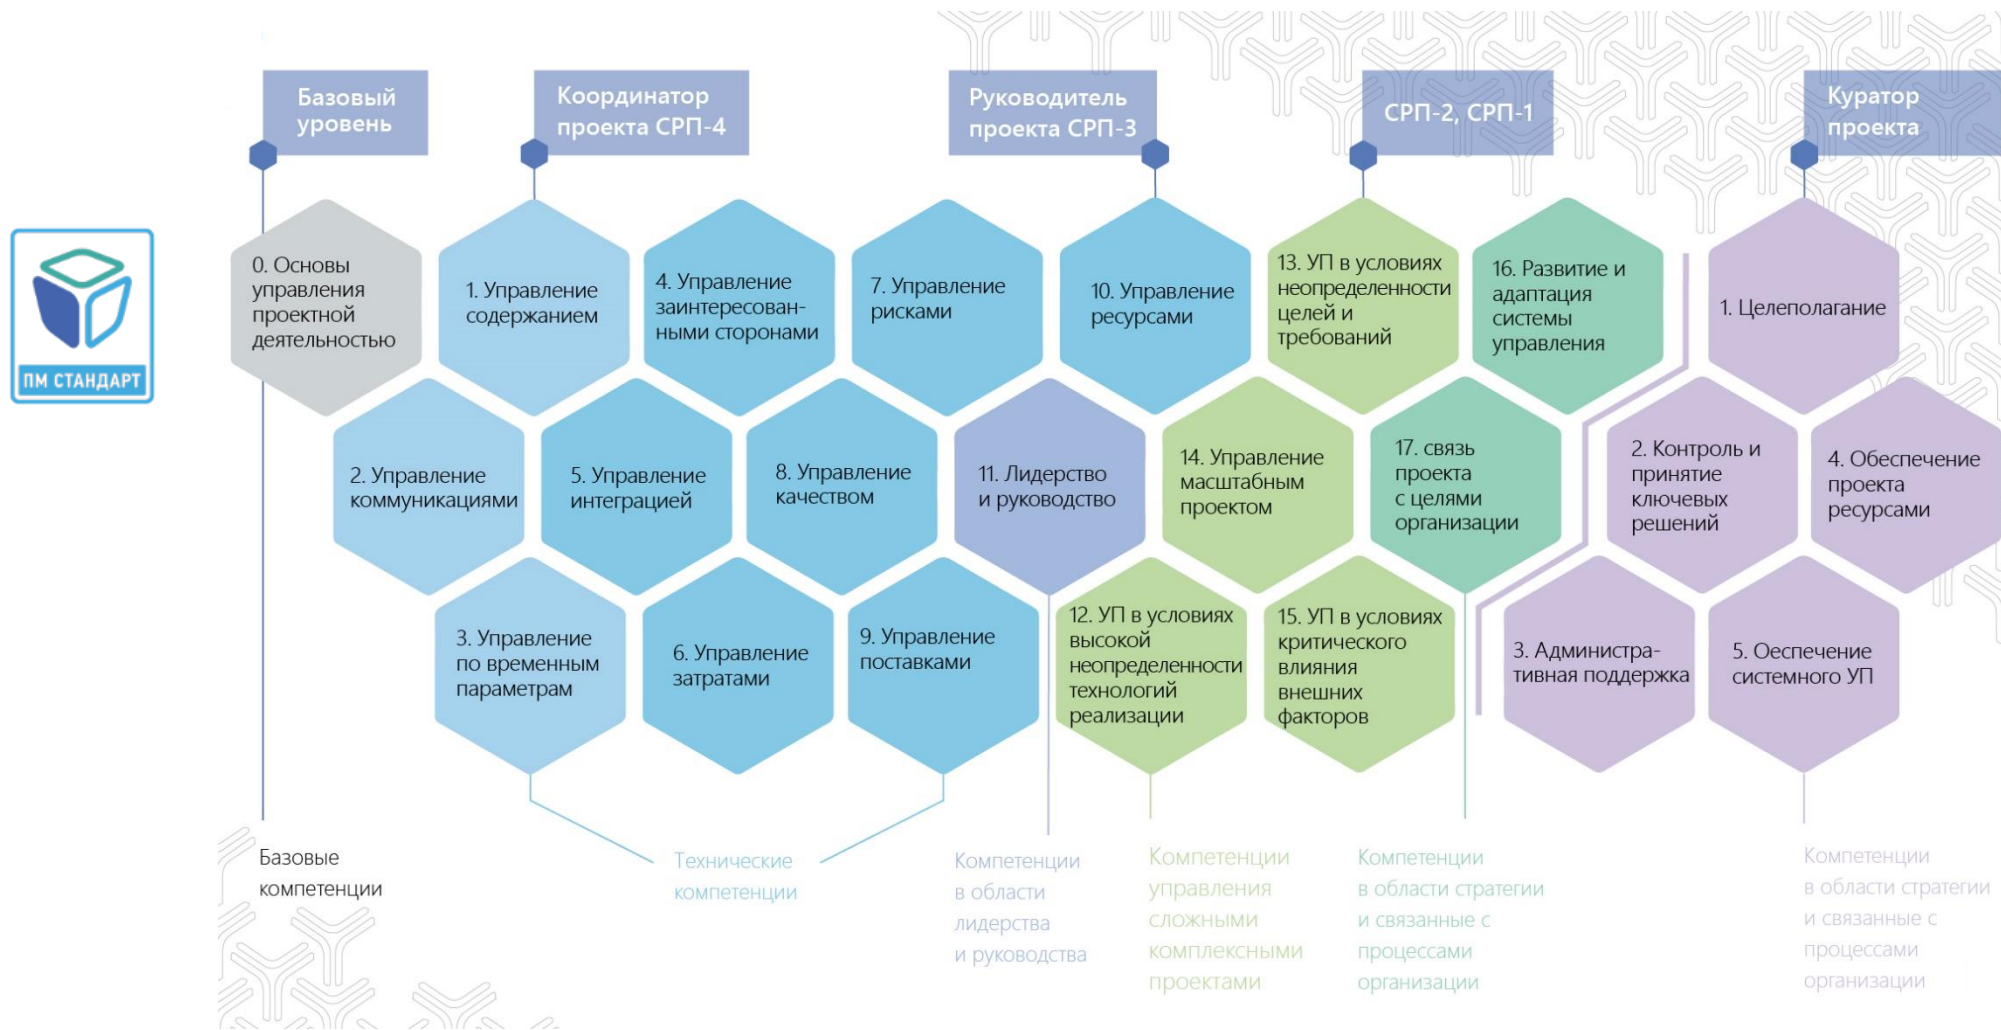 Базовый
уровень
Координатор
проекта СРП-4
Руководитель
проекта СРП-3
СРП-2, СРП-1
Куратор
проекта
ПМ СТАНДАРТ
0. Основы
управления
проектной
деятельностью
1. Управление
содержанием
4. Управление
заинтересован-
ными сторонами
7. Управление
рисками
10. Управление
ресурсами
13. УП в условиях
неопределенности
целей и
требований
16. Развитие и
адаптация
системы
управления
1. Целеполагание
2. Управление
коммуникациями
5. Управление
интеграцией
8. Управление
качеством
11. Лидерство
и руководство
14. Управление
масштабным
проектом
17. связь
проекта
с целями
организации
2. Контроль и
принятие
ключевых
решений
4. Обеспечение
проекта
ресурсами
3. Управление
по временным
параметрам
6. Управление
затратами
9. Управление
поставками
12. УП в условиях
высокой
неопределенности
технологий
реализации
15. УП в условиях
критического
влияния
внешних
факторов
3. Администра-
тивная поддержка
5. Оеспечение
системного УП
Базовые
компетенции
Технические
компетенции
Компетенции
в области
лидерства
и руководства
Компетенции
управления
сложными
комплексными
проектами
Компетенции
в области стратегии
и связанные с
процессами
организации
Компетенции
в области стратегии
и связанные с
процессами
организации